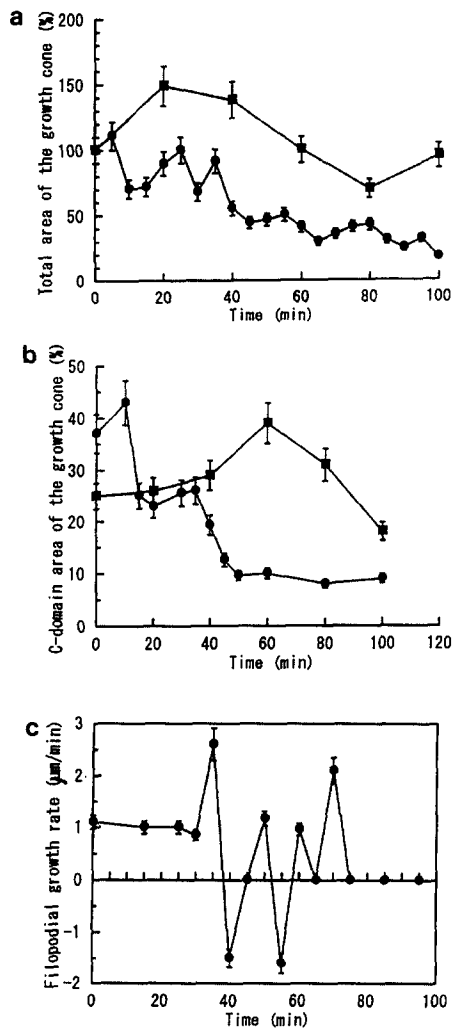 a
Total area of the growth cone (%)
200
150
100
50
0
0 20 40 60 80 100
Time (min)
b
C-domain area of the growth cone (%)
50
40
30
20
10
0
0 20 40 60 80 100 120
Time (min)
c
Filopodial growth rate (μm/min)
3
2
1
0
-1
-2
0 20 40 60 80 100
Time (min)